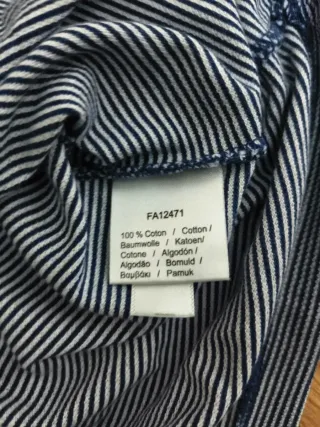 FA12471
100 % Coton / Cotton /
Baumwolle / Katoen/
Cotone / Algodón /
Algodão / Bomuld /
Βαμβάκι / Pamuk